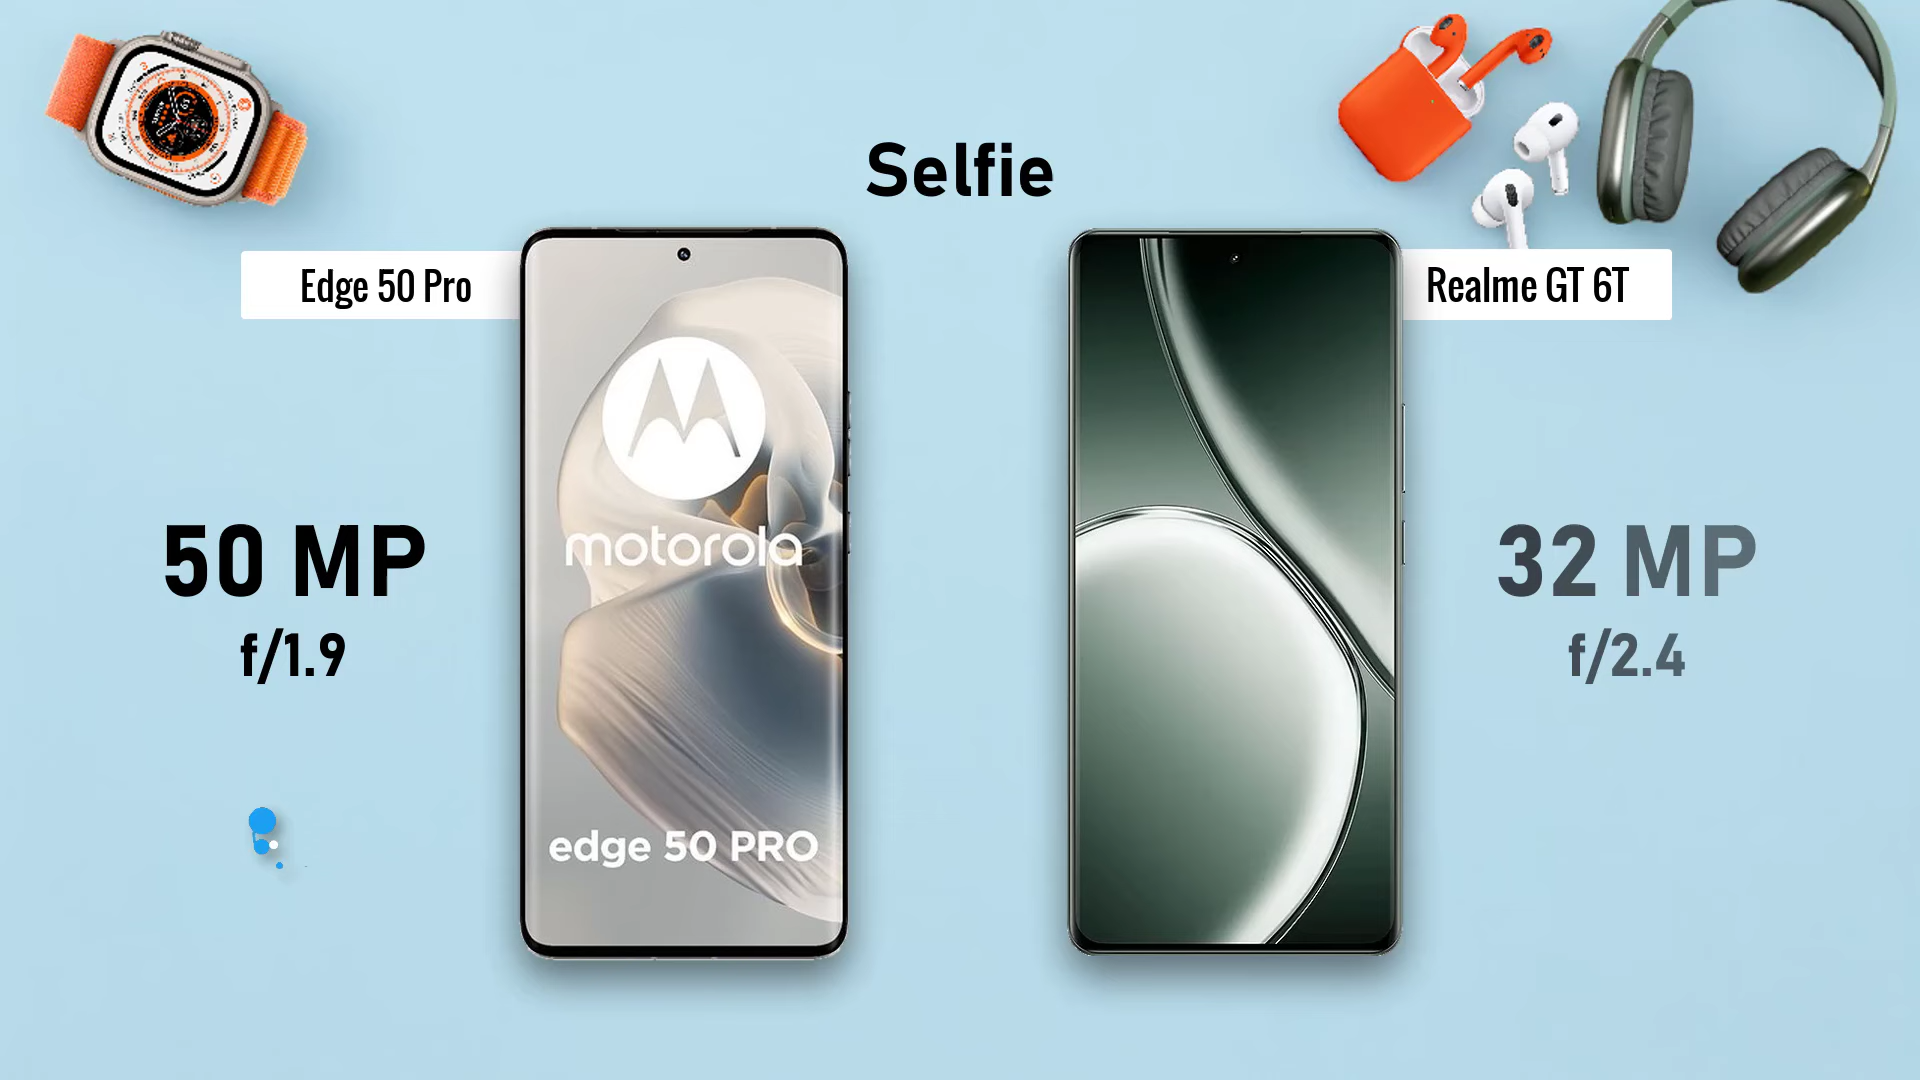 Selfie
Edge 50 Pro
Realme GT 6T
motorola
50 MP
f/1.9
32 MP
f/2.4
edge 50 PRO